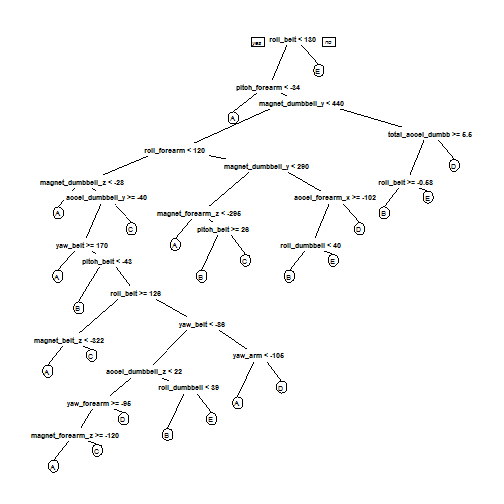 yes roll_belt < 130 no
E
pitch_forearm < -34
A
magnet_dumbbell_y < 440
total_accel_dumbb >= 5.5
roll_forearm < 120
magnet_dumbbell_y < 290
D
magnet_dumbbell_z < -28
roll_belt >= -0.58
accel_dumbbell_y >= -40
accel_forearm_x >= -102
E
A
magnet_forearm_z < -295
B
C
pitch_belt < 26
D
yaw_belt >= 170
A
roll_dumbbell < 40
pitch_belt < -43
C
E
A
B
B
roll_belt >= 126
B
yaw_belt < -86
magnet_belt_z < -322
C
yaw_arm < -105
A
accel_dumbbell_z < 22
roll_dumbbell < 39
D
yaw_forearm >= -95
A
D
E
magnet_forearm_z >= -120
B
C
A